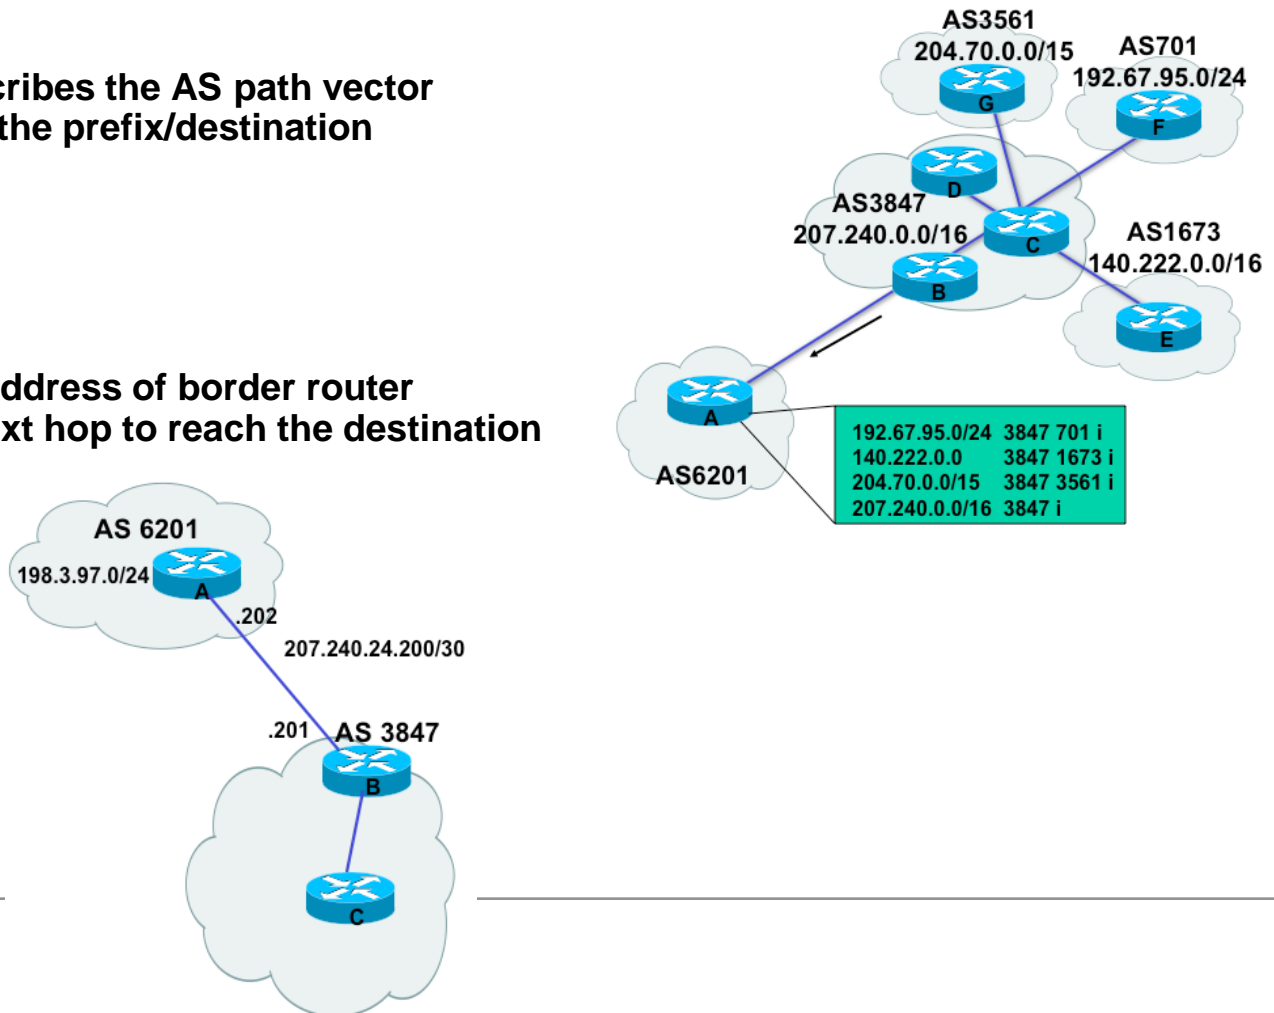 cribes the AS path vector
the prefix/destination
AS3561
204.70.0.0/15
AS701
192.67.95.0/24
G
F
D
AS3847
207.240.0.0/16
C
B
AS1673
140.222.0.0/16
E
A
AS6201
192.67.95.0/24 3847 701 i
140.222.0.0 3847 1673 i
204.70.0.0/15 3847 3561 i
207.240.0.0/16 3847 i
ddress of border router
xt hop to reach the destination
AS 6201
198.3.97.0/24
A
.202
207.240.24.200/30
.201
AS 3847
B
C